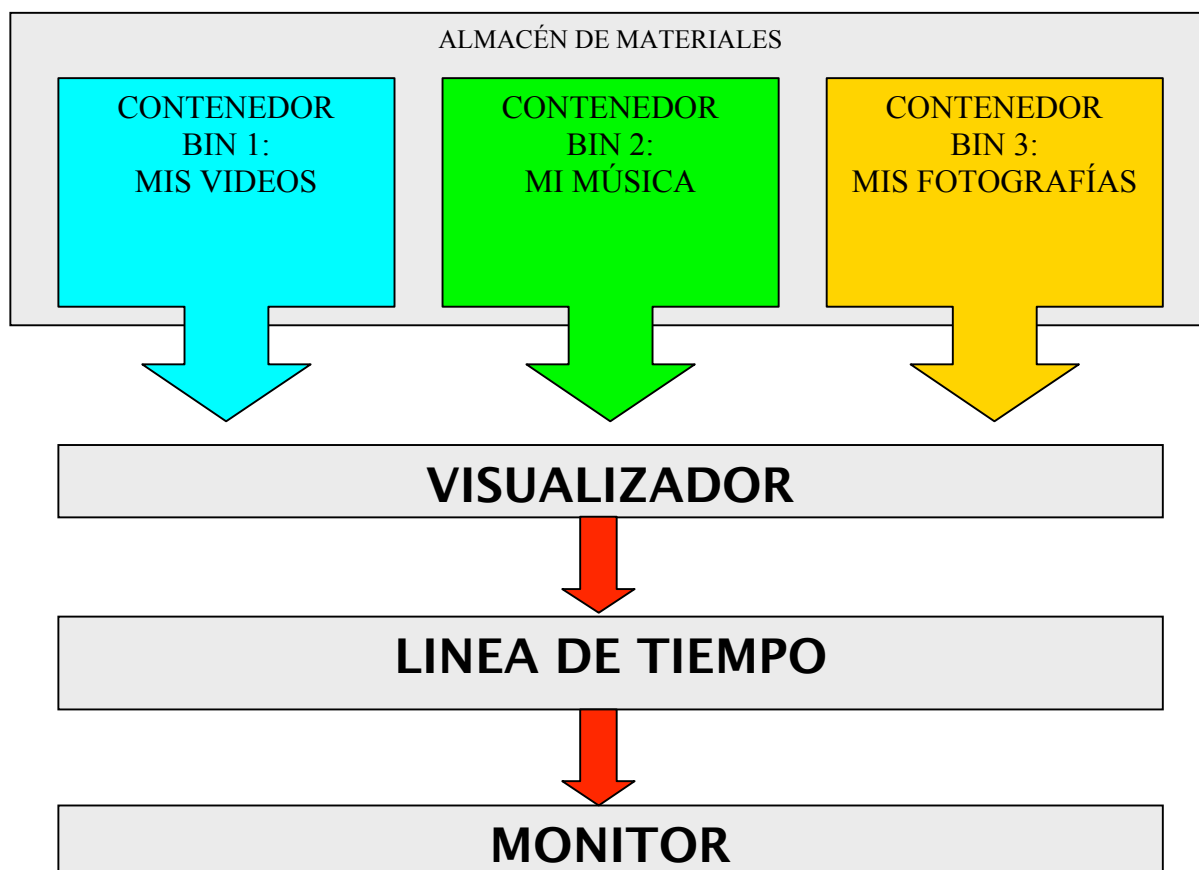 ALMACÉN DE MATERIALES
CONTENEDOR
BIN 1:
MIS VIDEOS
CONTENEDOR
BIN 2:
MI MÚSICA
CONTENEDOR
BIN 3:
MIS FOTOGRAFÍAS
VISUALIZADOR
LINEA DE TIEMPO
MONITOR